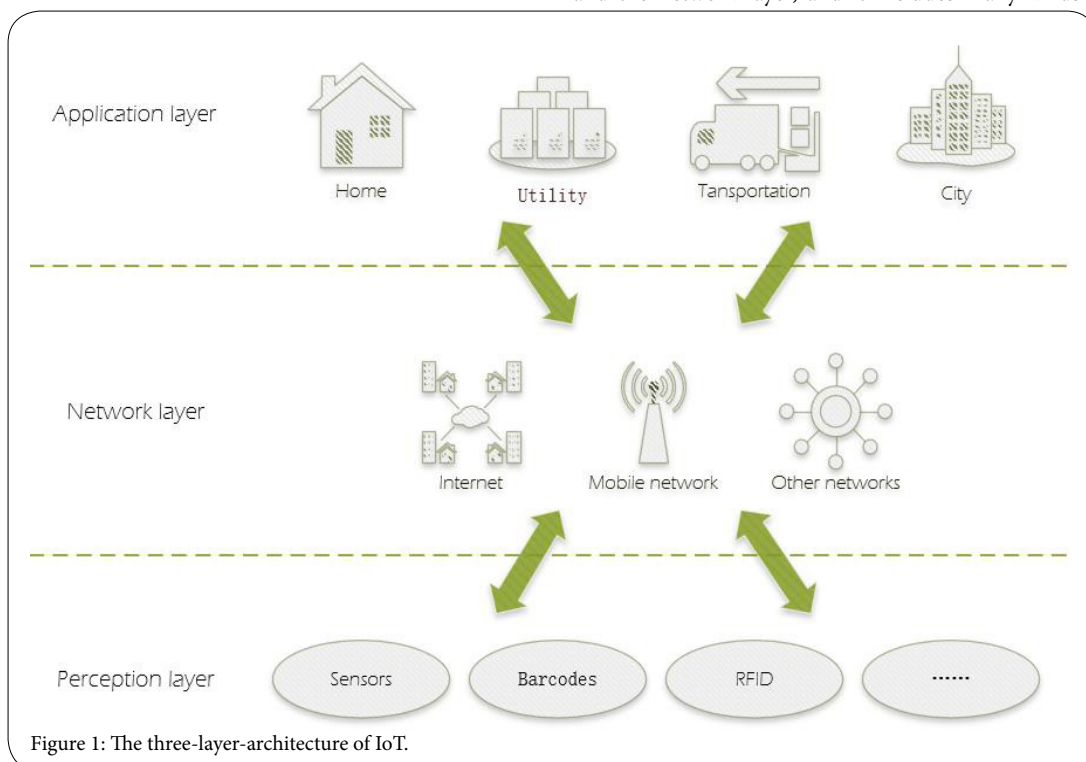 Application layer
Home
Utility
Tansportation
City
Network layer
Internet
Mobile network
Other networks
Perception layer
Sensors
Barcodes
RFID
......
Figure 1: The three-layer-architecture of IoT.